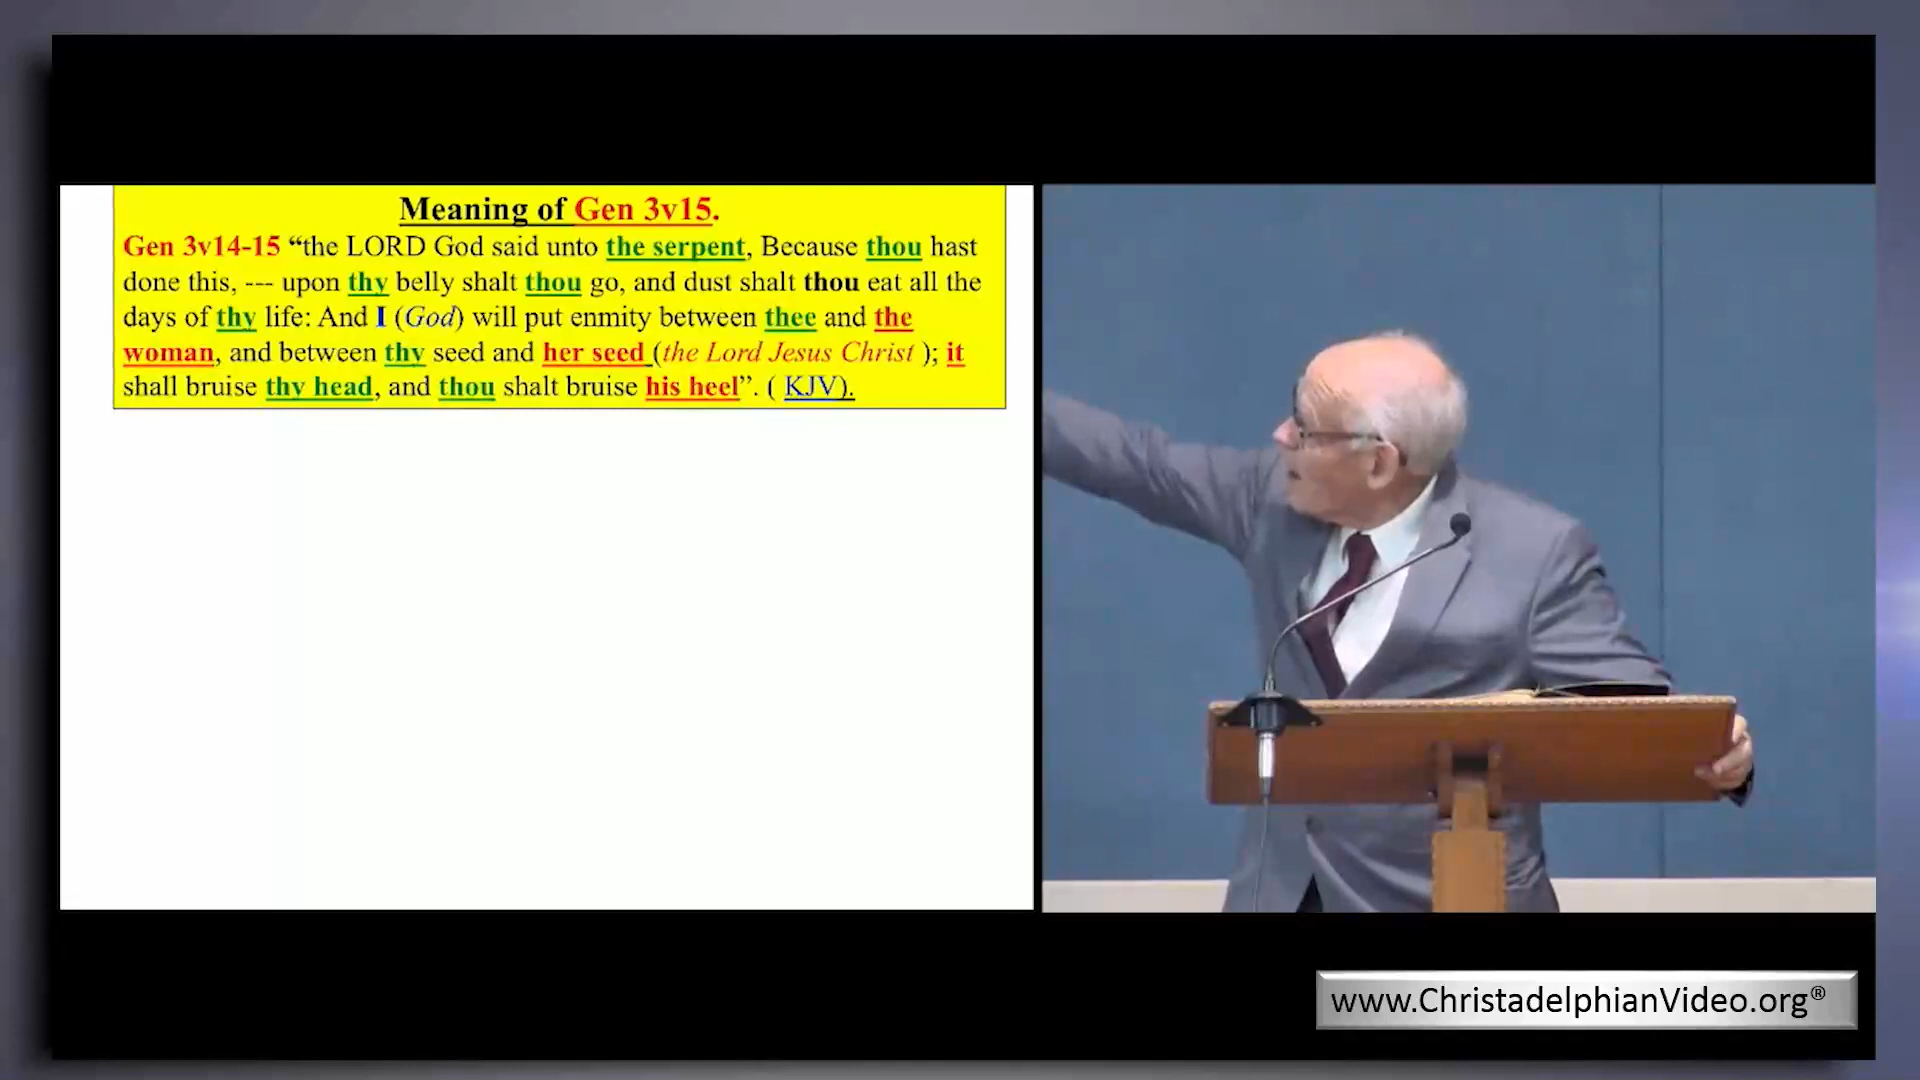 Meaning of Gen 3v15.
Gen 3v14-15 “the LORD God said unto the serpent, Because thou hast
done this, --- upon thy belly shalt thou go, and dust shalt thou eat all the
days of thy life: And I (God) will put enmity between thee and the
woman, and between thy seed and her seed (the Lord Jesus Christ ); it
shall bruise thy head, and thou shalt bruise his heel”. ( KJV).
www.ChristadelphianVideo.org®